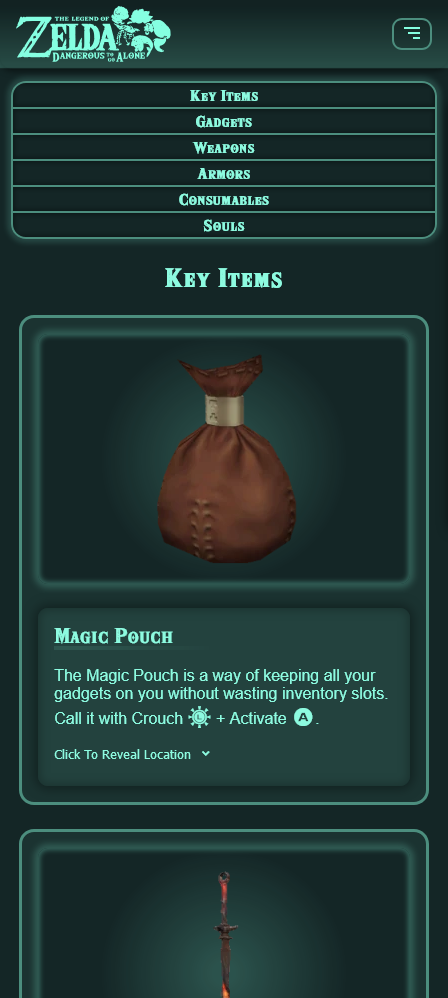 THE LEGEND OF
ZELDA
DANGEROUS TO GO ALONE
Key Items
Gadgets
Weapons
Armors
Consumables
Souls
Key Items
Magic Pouch
The Magic Pouch is a way of keeping all your
gadgets on you without wasting inventory slots.
Call it with Crouch L + Activate A .
Click To Reveal Location